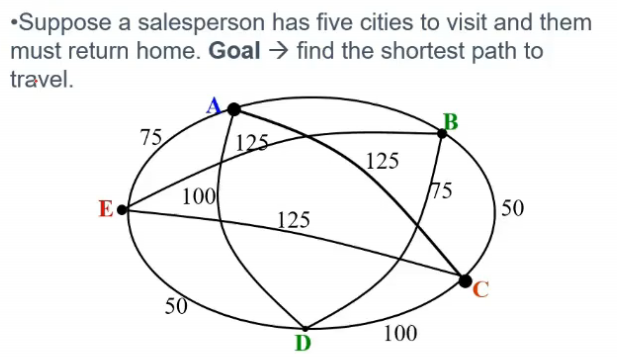 •Suppose a salesperson has five cities to visit and them
must return home. Goal → find the shortest path to
travel.
A
B
75
125
125
100
75
E
50
125
C
50
100
D